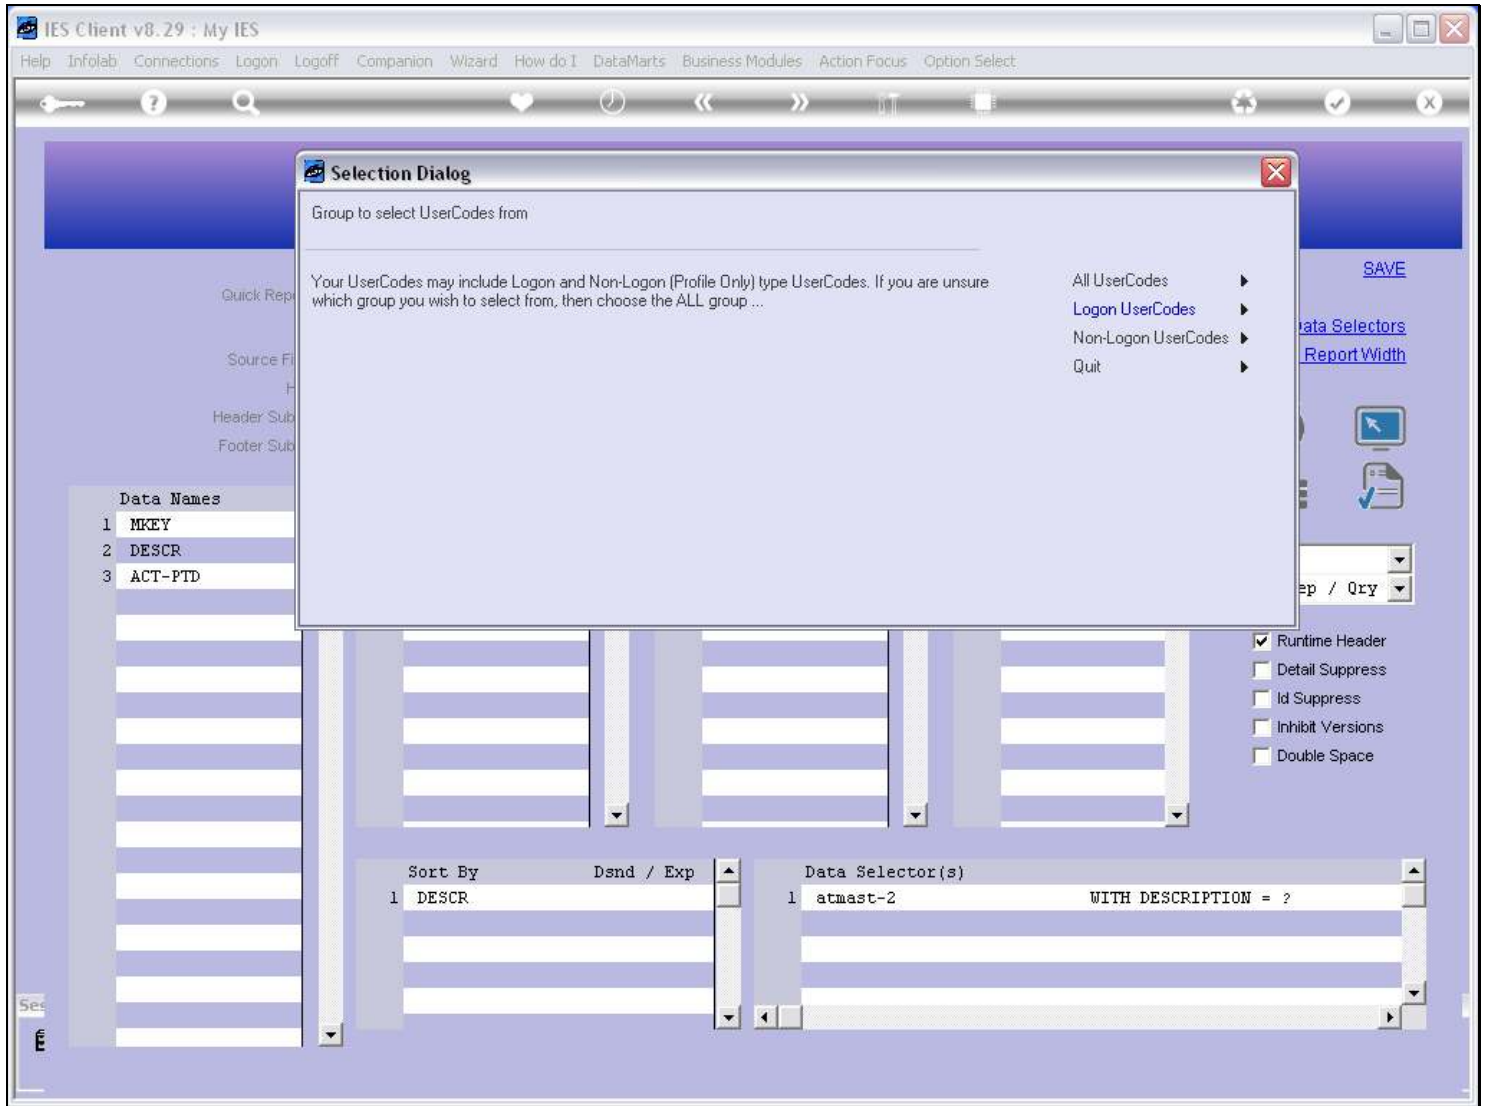 IES Client v8.29 : My IES
Help Infolab Connections Logon Logoff Companion Wizard How do I DataMarts Business Modules Action Focus Option Select
Selection Dialog
Group to select UserCodes from
Your UserCodes may include Logon and Non-Logon (Profile Only) type UserCodes. If you are unsure
which group you wish to select from, then choose the ALL group ...
All UserCodes
Logon UserCodes
Non-Logon UserCodes
Quit
SAVE
Quick Rep
ata Selectors
Source Fi
Report Width
H
Header Sub
Footer Sub
Data Names
1 MKEY
2 DESCR
3 ACT-PTD
ep / Qry
Runtime Header
Detail Suppress
Id Suppress
Inhibit Versions
Double Space
Sort By Dsnd / Exp
1 DESCR
Data Selector(s)
1 atmast-2 WITH DESCRIPTION = ?
Ses